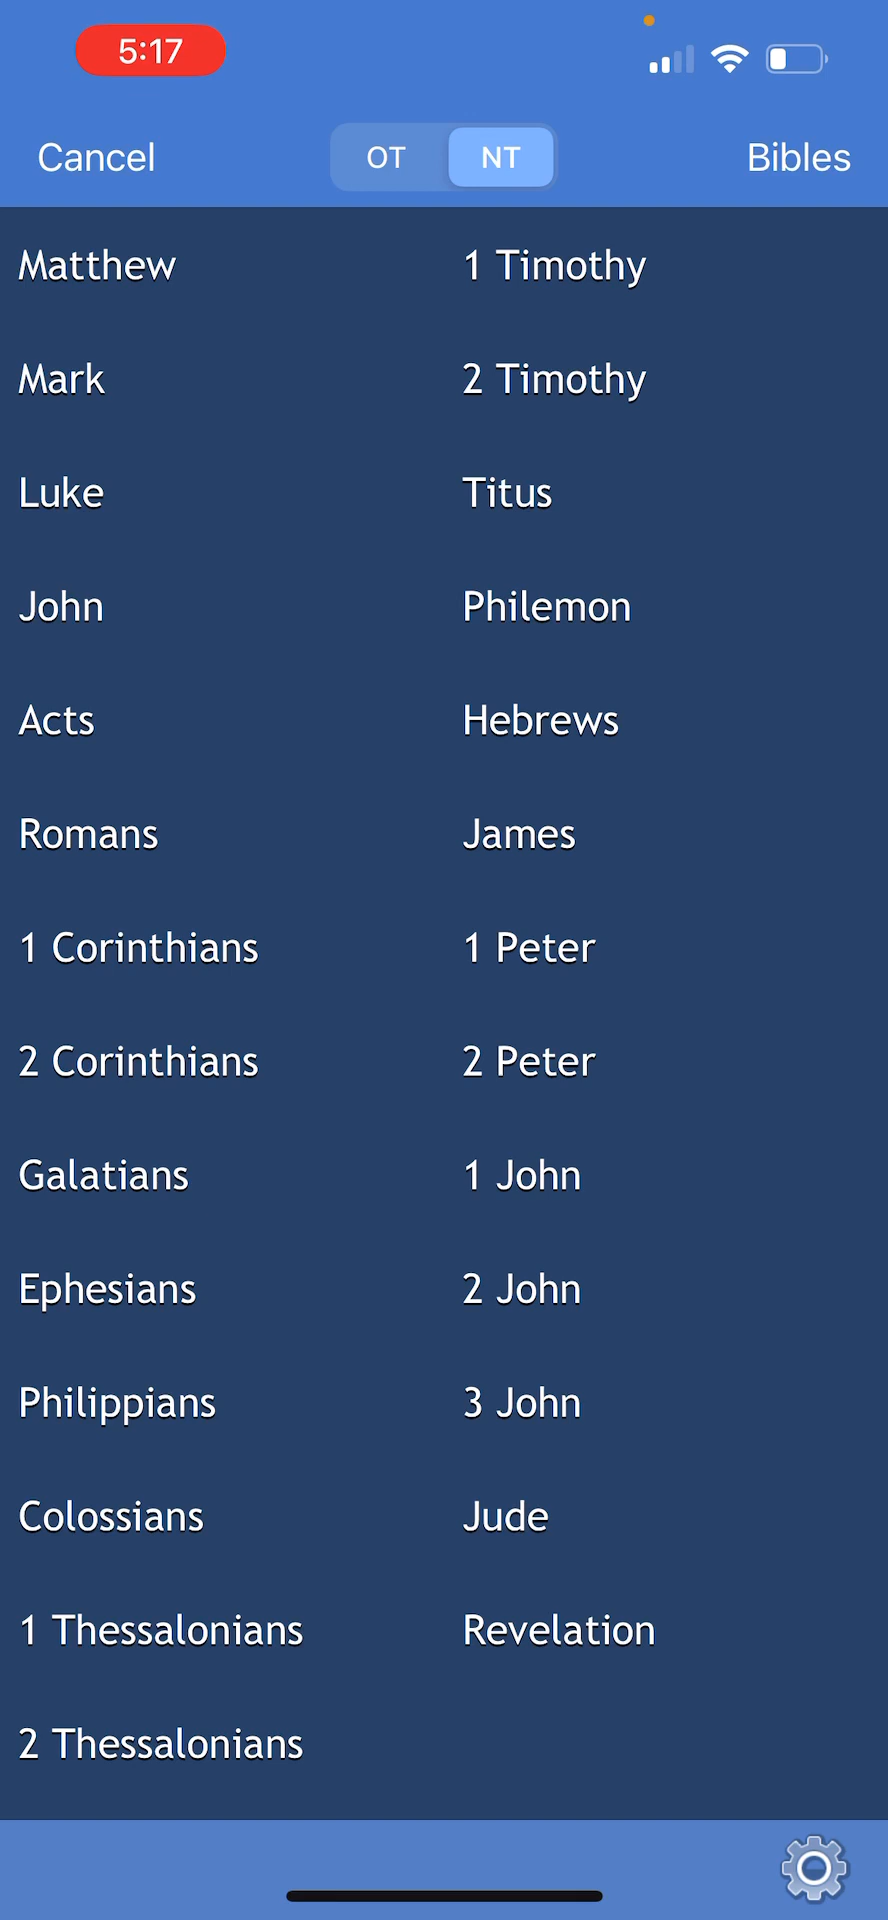 5:17
Cancel OT NT Bibles
Matthew 1 Timothy
Mark 2 Timothy
Luke Titus
John Philemon
Acts Hebrews
Romans James
1 Corinthians 1 Peter
2 Corinthians 2 Peter
Galatians 1 John
Ephesians 2 John
Philippians 3 John
Colossians Jude
1 Thessalonians Revelation
2 Thessalonians